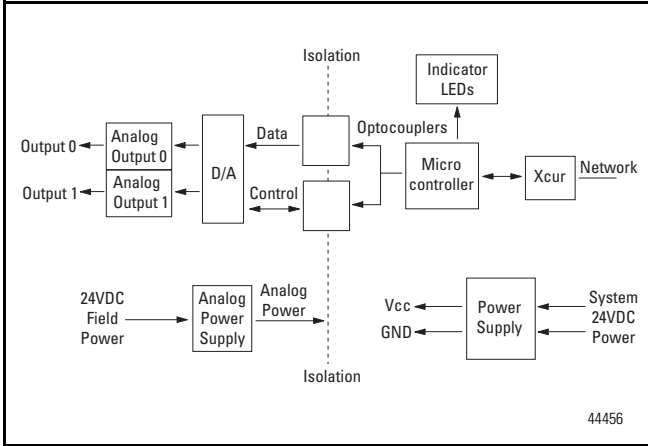 Isolation
Indicator
LEDs
Output 0
Analog
Output 0
Output 1
Analog
Output 1
D/A
Data
Control
Optocouplers
Micro
controller
Xcur
Network
24VDC
Field
Power
Analog
Power
Supply
Analog
Power
Vcc
GND
Power
Supply
System
24VDC
Power
Isolation
44456